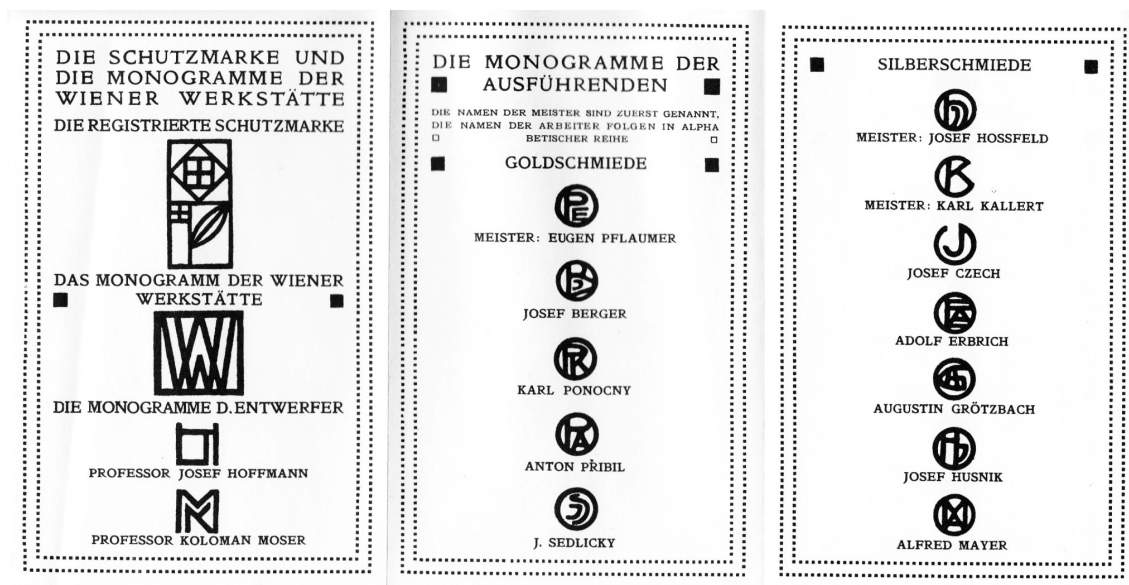 DIE SCHUTZMARKE UND
DIE MONOGRAMME DER
WIENER WERKSTÄTTE
DIE REGISTRIERTE SCHUTZMARKE
DAS MONOGRAMM DER WIENER
WERKSTÄTTE
WW
DIE MONOGRAMME D. ENTWERFER
PROFESSOR JOSEF HOFFMANN
PROFESSOR KOLOMAN MOSER
DIE MONOGRAMME DER
AUSFÜHRENDEN
DIE NAMEN DER MEISTER SIND ZUERST GENANNT,
DIE NAMEN DER ARBEITER FOLGEN IN ALPHA
BETISCHER REIHE
GOLDSCHMIEDE
MEISTER: EUGEN PFLAUMER
JOSEF BERGER
KARL PONOCNY
ANTON PŘIBIL
J. SEDLICKY
SILBERSCHMIEDE
MEISTER: JOSEF HOSSFELD
MEISTER: KARL KALLERT
JOSEF CZECH
ADOLF ERBRICH
AUGUSTIN GRÖTZBACH
JOSEF HUSNIK
ALFRED MAYER